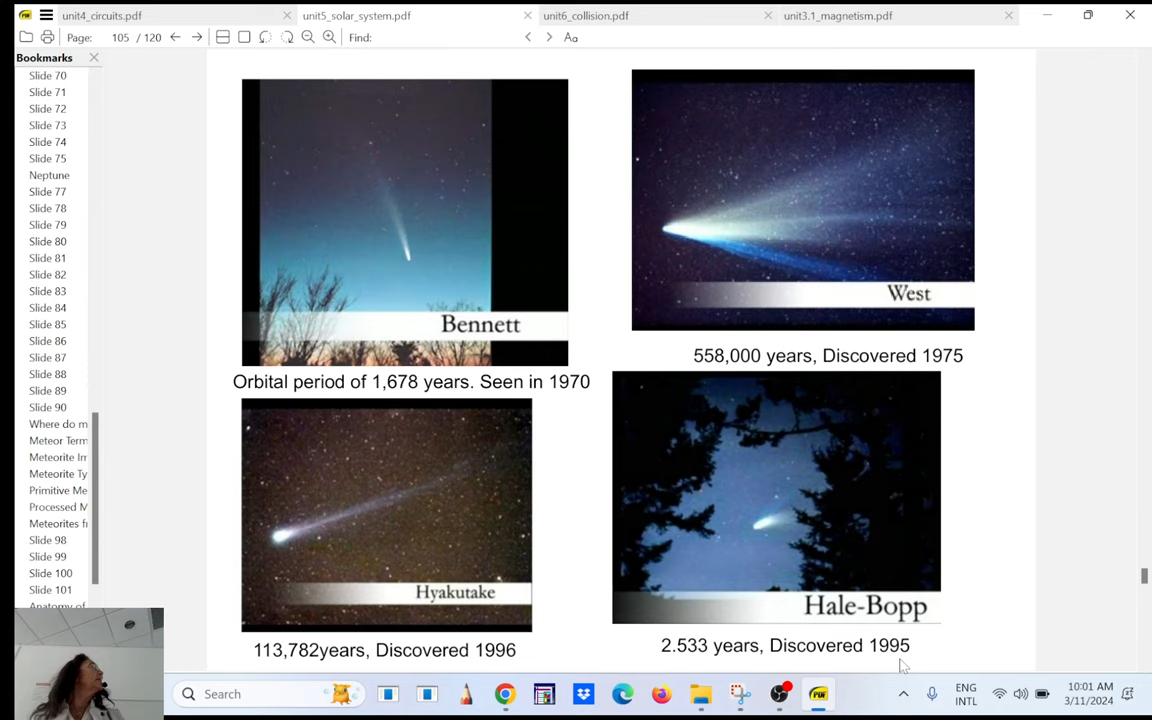 unit4_circuits.pdf
unit5_solar_system.pdf
unit6_collision.pdf
unit3.1_magnetism.pdf
Page: 105 / 120
Find:
Aa
Bookmarks
Slide 70
Slide 71
Slide 72
Slide 73
Slide 74
Slide 75
Neptune
Slide 77
Slide 78
Slide 79
Slide 80
Slide 81
Slide 82
Slide 83
Slide 84
Slide 85
Slide 86
Slide 87
Slide 88
Slide 89
Slide 90
Where do m
Meteor Term
Meteorite Im
Meteorite Ty
Primitive Me
Processed M
Meteorites fr
Slide 98
Slide 99
Slide 100
Slide 101
Anatomy of
Bennett
Orbital period of 1,678 years. Seen in 1970
West
558,000 years, Discovered 1975
Hyakutake
113,782years, Discovered 1996
Hale-Bopp
2.533 years, Discovered 1995
Search
PDF
ENG
INTL
10:01 AM
3/11/2024